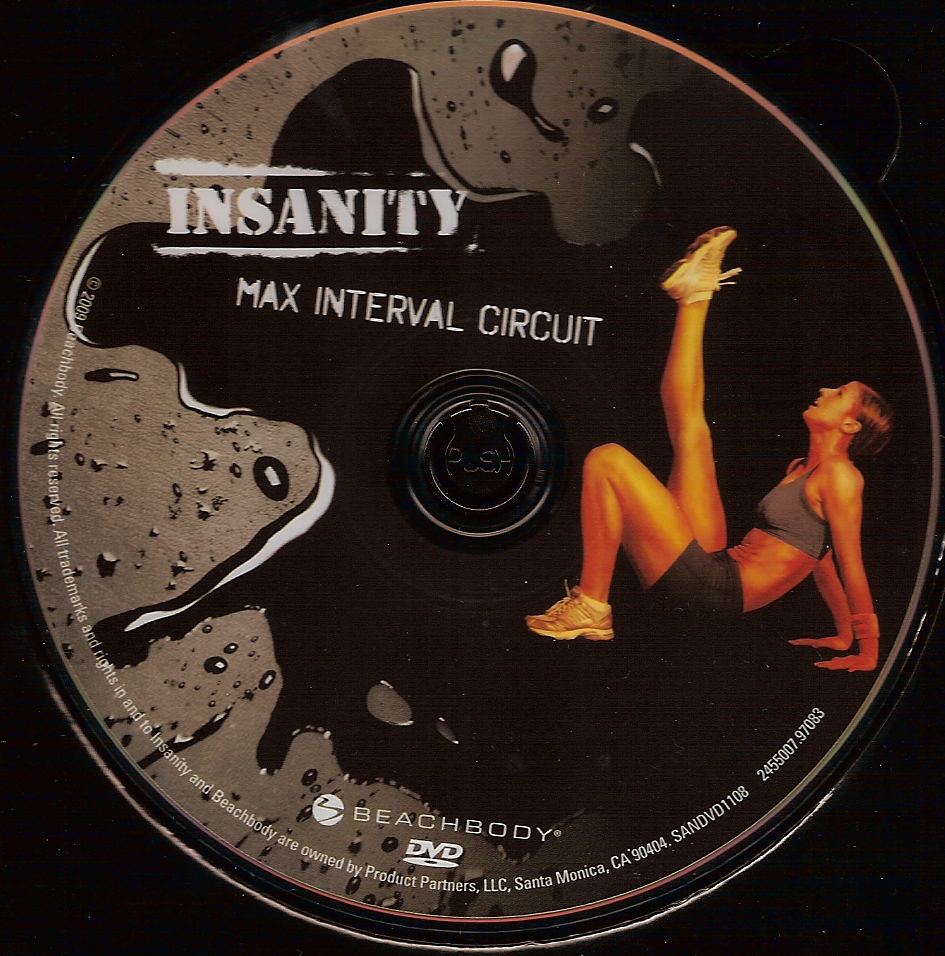 INSANITY
MAX INTERVAL CIRCUIT
PUSH
BEACHBODY®
DVD
© 2009 Beachbody. All rights reserved. All trademarks and rights in and to Insanity and Beachbody are owned by Product Partners, LLC, Santa Monica, CA 90404. SANDVD1108 2455007.97083